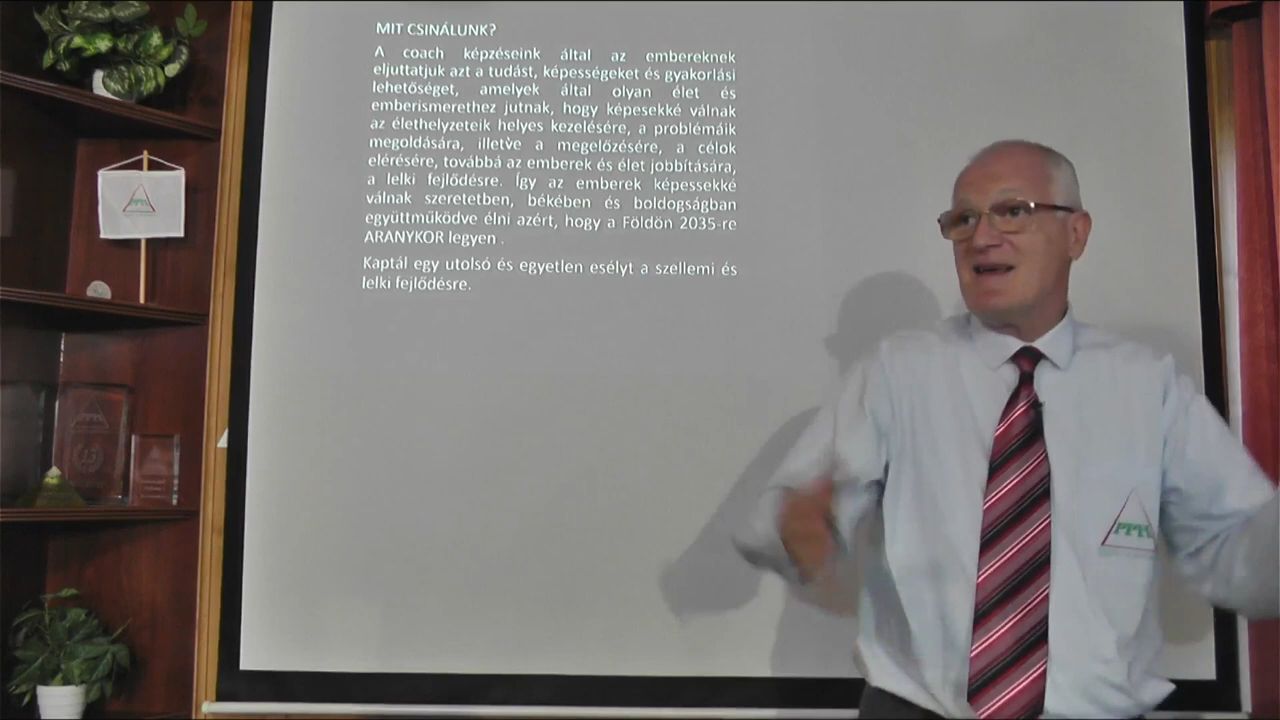 MIT CSINÁLUNK?
A coach képzéseink által az embereknek
eljuttatjuk azt a tudást, képességeket és gyakorlási
lehetőséget, amelyek által olyan élet és
emberismerethez jutnak, hogy képesekké válnak
az élethelyzeteik helyes kezelésére, a problémáik
megoldására, illetve a megelőzésére, a célok
elérésére, továbbá az emberek és élet jobbítására,
a lelki fejlődésre. Így az emberek képessekké
válnak szeretetben, békében és boldogságban
együttműködve élni azért, hogy a Földön 2035-re
ARANYKOR legyen .
Kaptál egy utolsó és egyetlen esélyt a szellemi és
lelki fejlődésre.
13